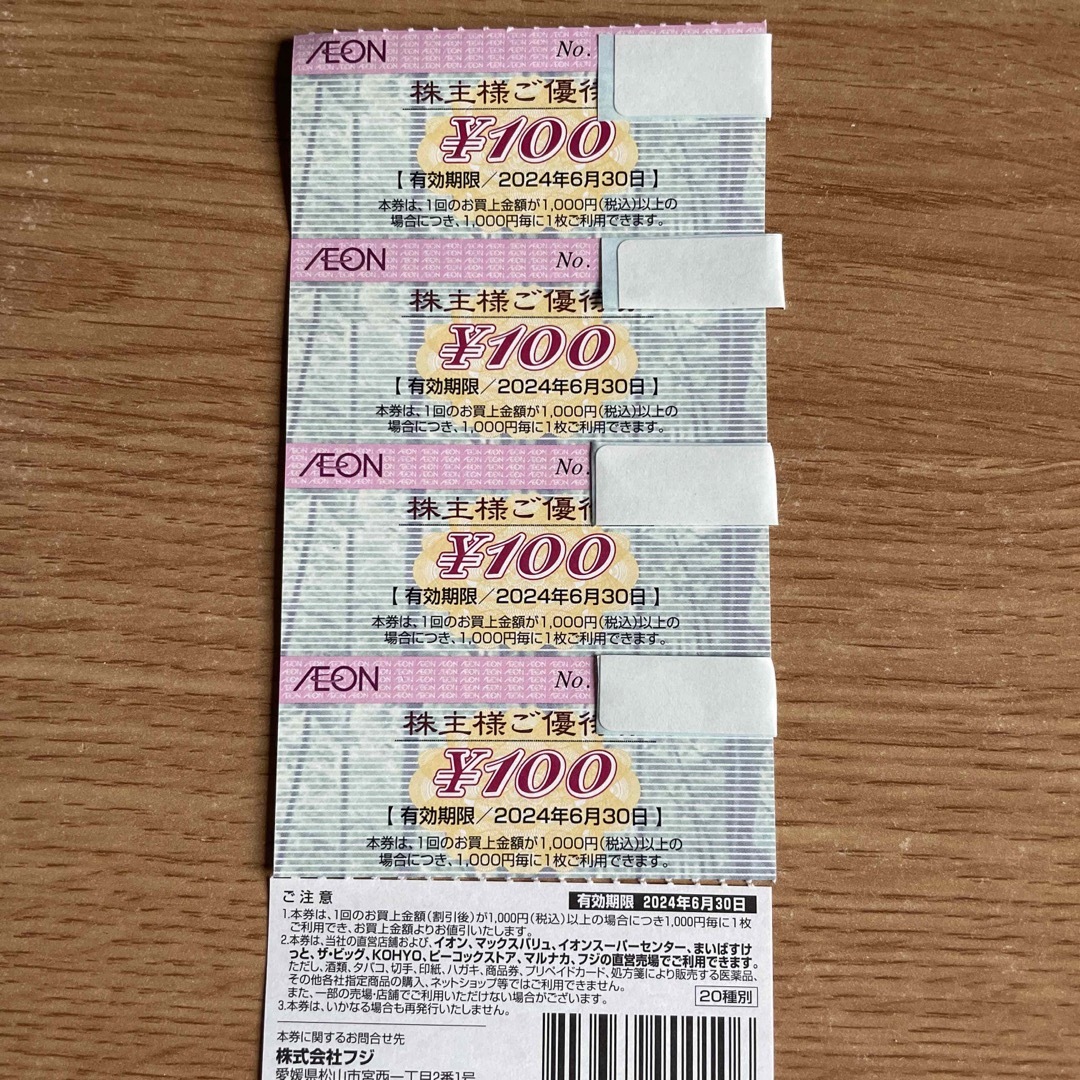 ÆON No.
株主様ご優待
¥100
【有効期限／2024年6月30日】
本券は、1回のお買上金額が1,000円(税込)以上の
場合につき、1,000円毎に1枚ご利用できます。
ÆON No.
株主様ご優待
¥100
【有効期限／2024年6月30日】
本券は、1回のお買上金額が1,000円(税込)以上の
場合につき、1,000円毎に1枚ご利用できます。
ÆON No.
株主様ご優待
¥100
【有効期限／2024年6月30日】
本券は、1回のお買上金額が1,000円(税込)以上の
場合につき、1,000円毎に1枚ご利用できます。
ÆON No.
株主様ご優待
¥100
【有効期限／2024年6月30日】
本券は、1回のお買上金額が1,000円(税込)以上の
場合につき、1,000円毎に1枚ご利用できます。
ご注意 有効期限 2024年6月30日
1.本券は、1回のお買上金額(割引後)が1,000円(税込)以上の場合につき1,000円毎に1枚
ご利用でき、お買上金額よりお値引いたします。
2.本券は、当社の直営店舗および、イオン、マックスバリュ、イオンスーパーセンター、まいばすけ
っと、ザ・ビッグ、KOHYO、ピーコックストア、マルナカ、フジの直営売場でご利用できます。
ただし、酒類、タバコ、切手、印紙、ハガキ、商品券、プリペイドカード、処方箋により販売する医薬品、
その他各社指定商品の購入、ネットショップ等ではご利用できません。
また、一部の売場・店舗でご利用いただけない場合がございます。
3.本券は、いかなる場合も再発行いたしません。
20種別
本券に関するお問合せ先
株式会社フジ
愛媛県松山市宮西一丁目2番1号